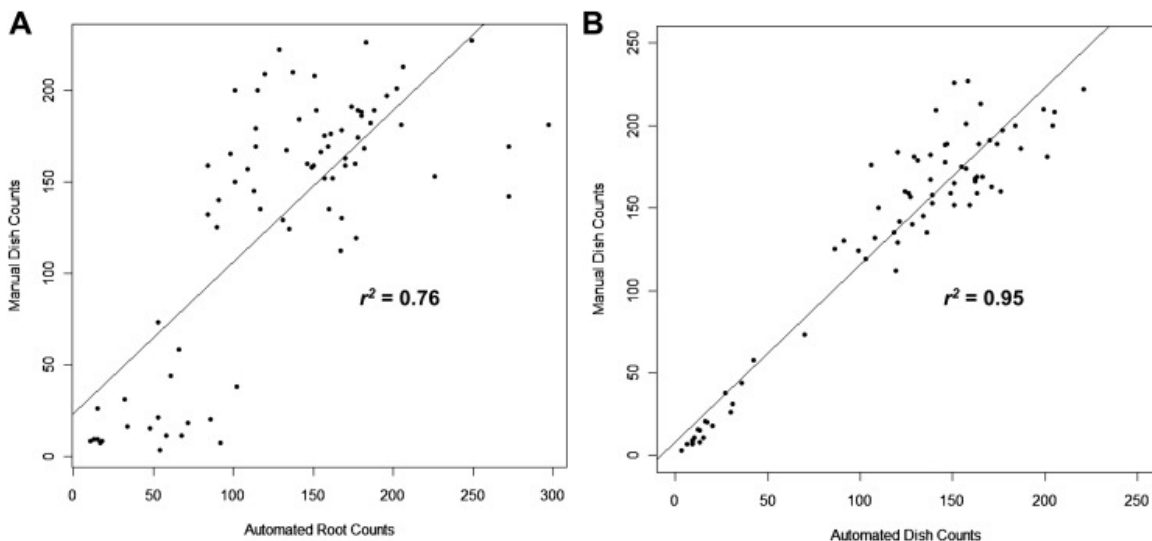 A
Manual Dish Counts
200
150
100
50
0
r² = 0.76
0 50 100 150 200 250 300
Automated Root Counts
B
Manual Dish Counts
250
200
150
100
50
0
r² = 0.95
0 50 100 150 200 250
Automated Dish Counts